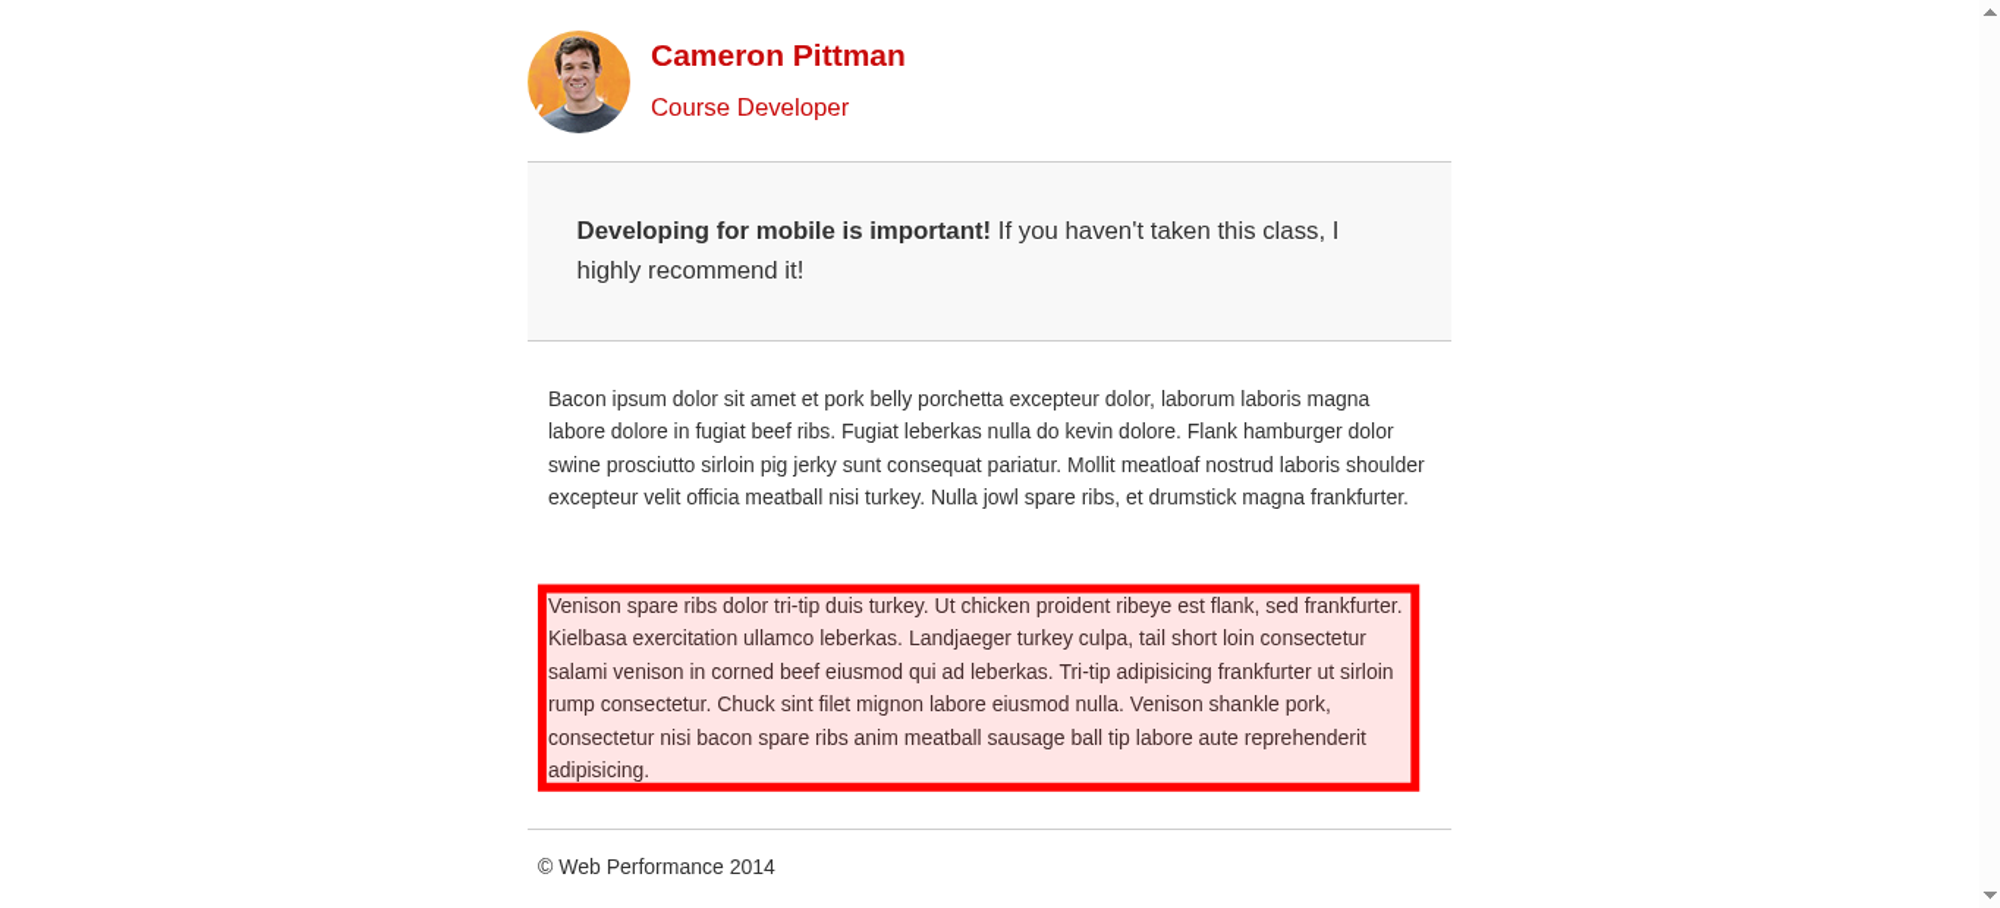 Cameron Pittman
Course Developer
Developing for mobile is important! If you haven't taken this class, I
highly recommend it!
Bacon ipsum dolor sit amet et pork belly porchetta excepteur dolor, laborum laboris magna
labore dolore in fugiat beef ribs. Fugiat leberkas nulla do kevin dolore. Flank hamburger dolor
swine prosciutto sirloin pig jerky sunt consequat pariatur. Mollit meatloaf nostrud laboris shoulder
excepteur velit officia meatball nisi turkey. Nulla jowl spare ribs, et drumstick magna frankfurter.
Venison spare ribs dolor tri-tip duis turkey. Ut chicken proident ribeye est flank, sed frankfurter.
Kielbasa exercitation ullamco leberkas. Landjaeger turkey culpa, tail short loin consectetur
salami venison in corned beef eiusmod qui ad leberkas. Tri-tip adipisicing frankfurter ut sirloin
rump consectetur. Chuck sint filet mignon labore eiusmod nulla. Venison shankle pork,
consectetur nisi bacon spare ribs anim meatball sausage ball tip labore aute reprehenderit
adipisicing.
© Web Performance 2014